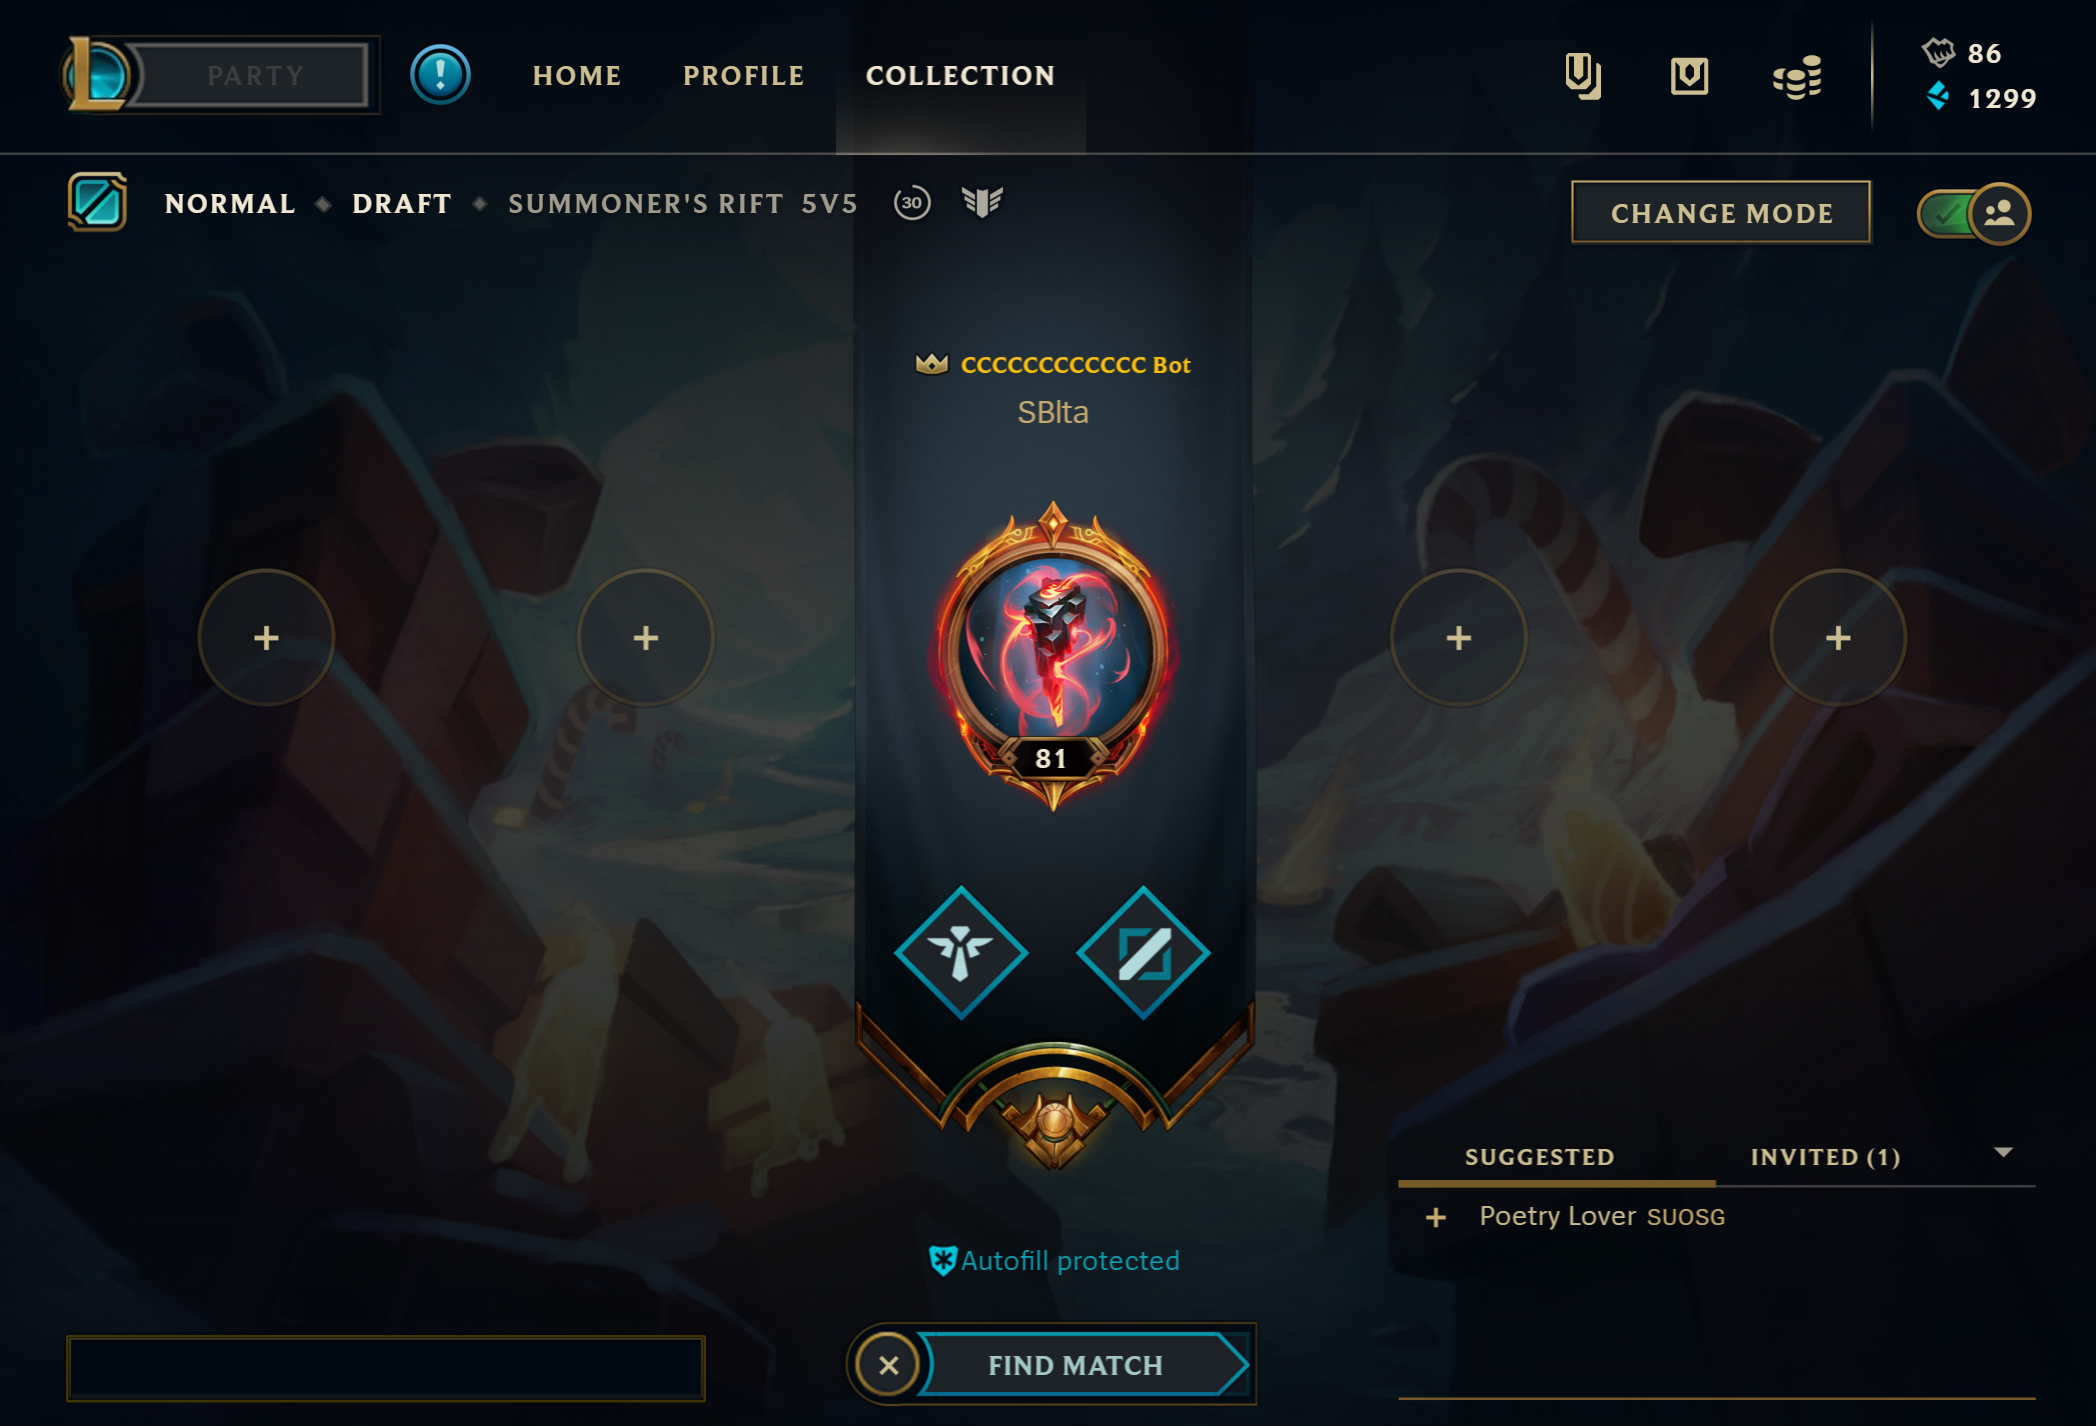 PARTY
HOME
PROFILE
COLLECTION
86
1299
NORMAL ◆ DRAFT ◆ SUMMONER'S RIFT 5V5
30
CHANGE MODE
CCCCCCCCCCCC Bot
SBlta
81
SUGGESTED
INVITED (1)
+ Poetry Lover SUOSG
Autofill protected
FIND MATCH